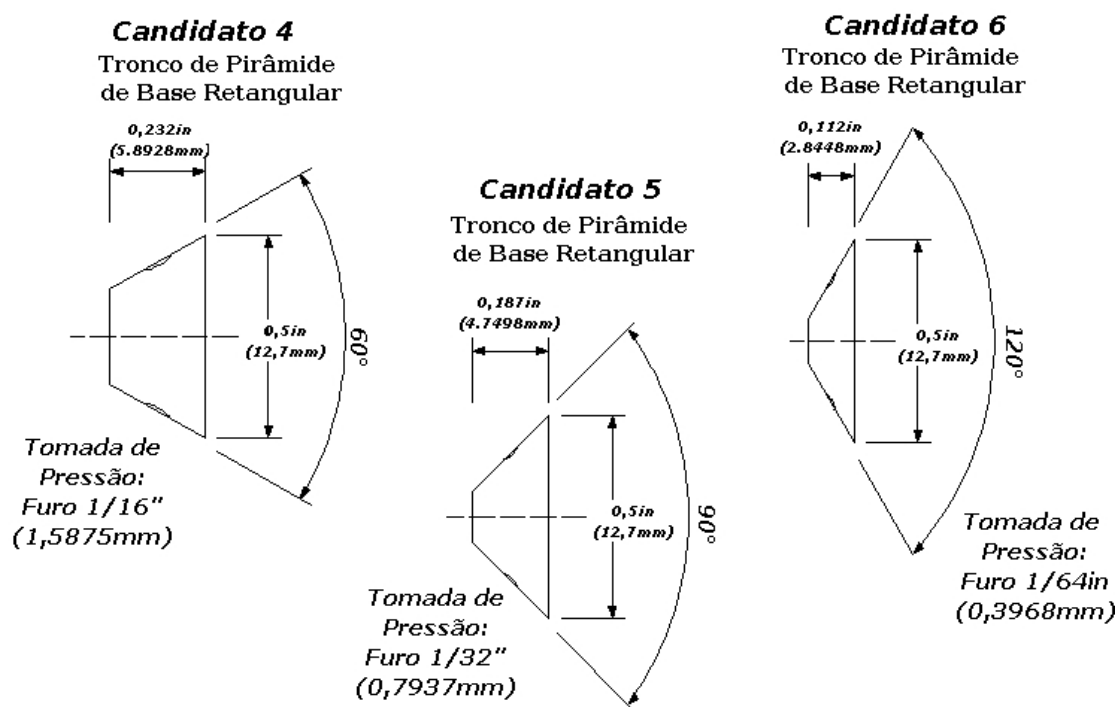 Candidato 4
Tronco de Pirâmide
de Base Retangular
0,232in
(5.8928mm)
0,5in
(12,7mm)
60°
Tomada de
Pressão:
Furo 1/16"
(1,5875mm)
Candidato 5
Tronco de Pirâmide
de Base Retangular
0,187in
(4.7498mm)
0,5in
(12,7mm)
90°
Tomada de
Pressão:
Furo 1/32"
(0,7937mm)
Candidato 6
Tronco de Pirâmide
de Base Retangular
0,112in
(2.8448mm)
0,5in
(12,7mm)
120°
Tomada de
Pressão:
Furo 1/64in
(0,3968mm)